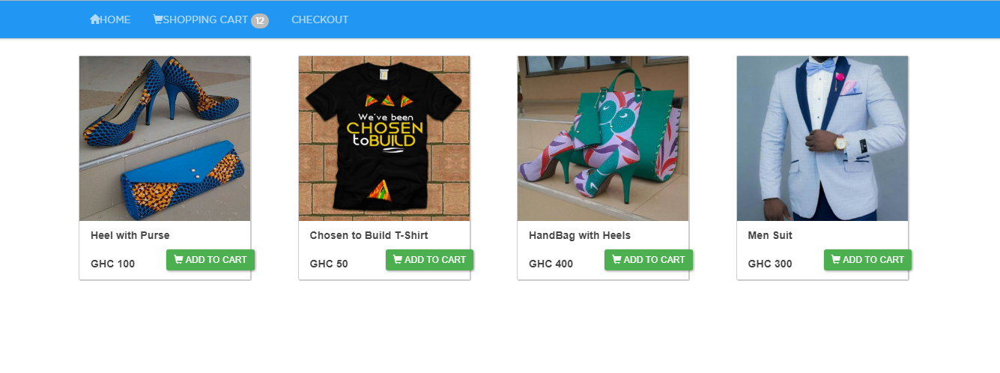 HOME SHOPPING CART 12 CHECKOUT
We've been
CHOSEN
toBUILD
Heel with Purse
GHC 100 ADD TO CART
Chosen to Build T-Shirt
GHC 50 ADD TO CART
HandBag with Heels
GHC 400 ADD TO CART
Men Suit
GHC 300 ADD TO CART